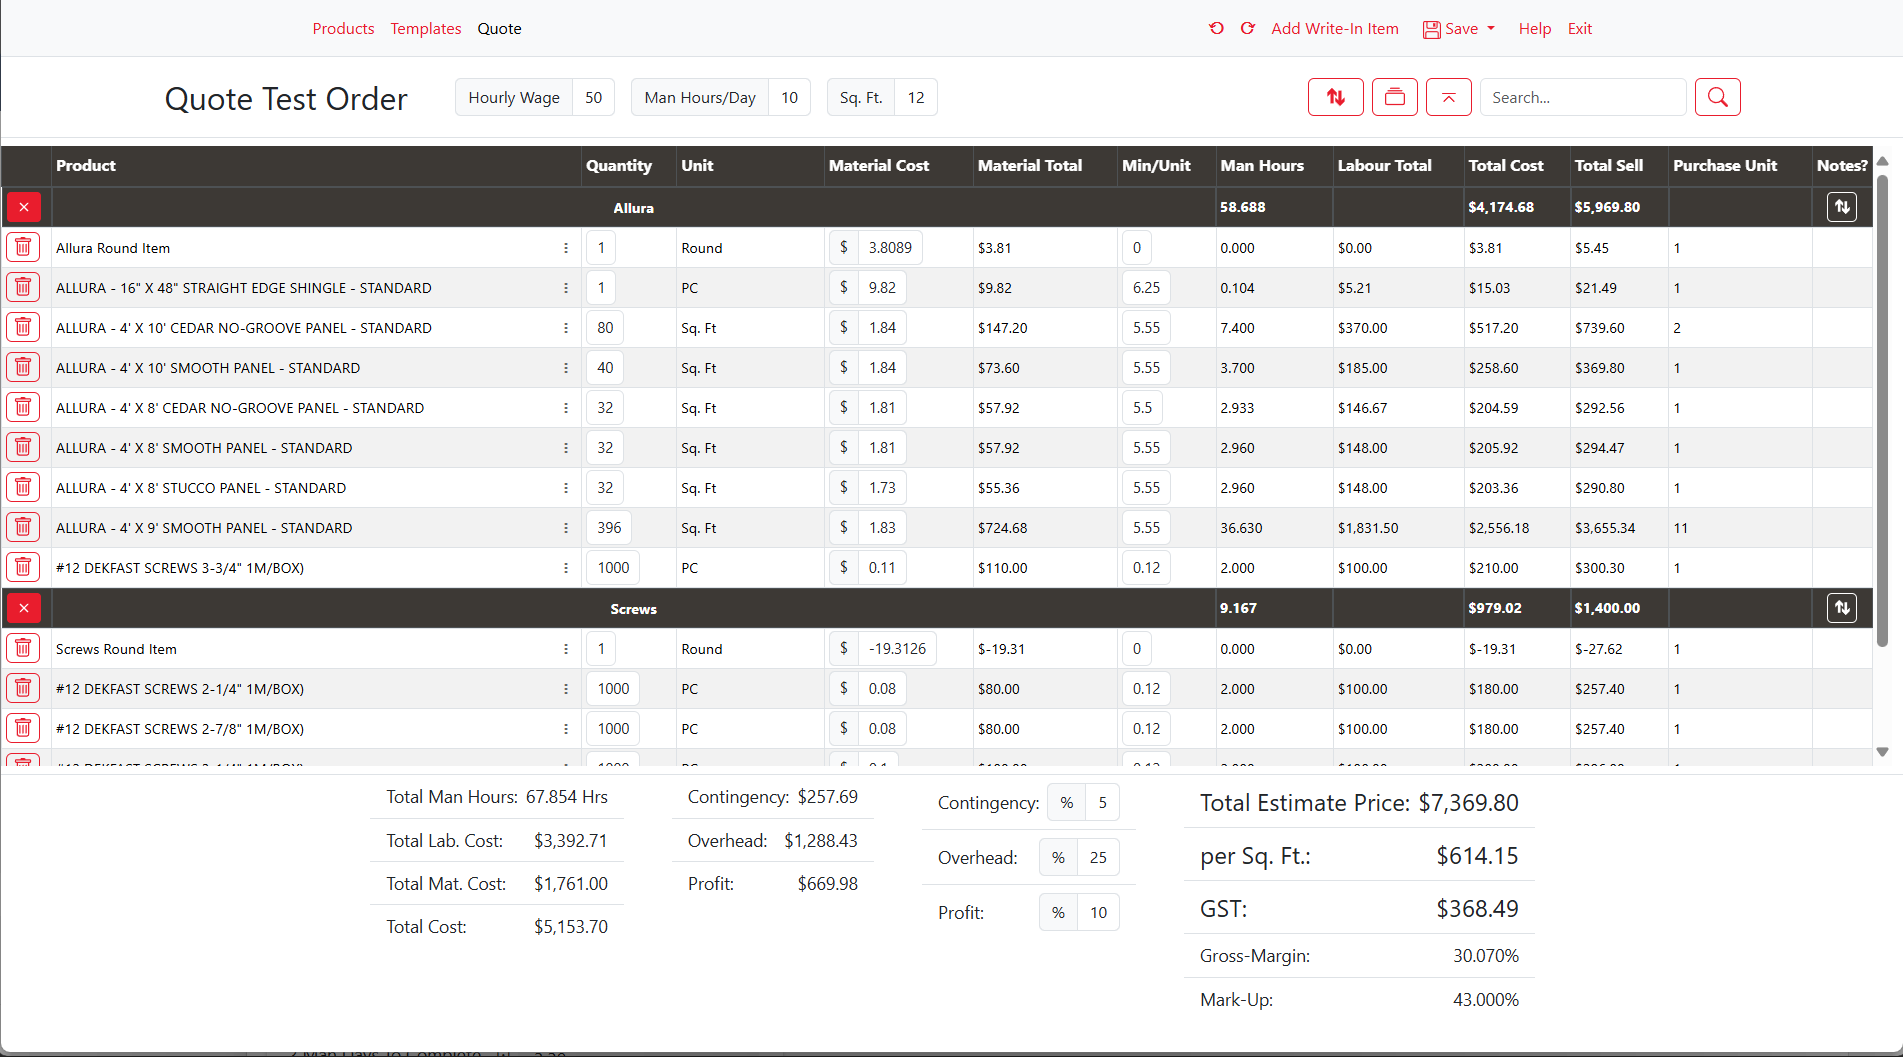 Products Templates Quote Add Write-In Item Save Help Exit
Quote Test Order Hourly Wage 50 Man Hours/Day 10 Sq. Ft. 12 Search...
Product Quantity Unit Material Cost Material Total Min/Unit Man Hours Labour Total Total Cost Total Sell Purchase Unit Notes?
Allura 58.688 $4,174.68 $5,969.80
Allura Round Item 1 Round $ 3.8089 $3.81 0 0.000 $0.00 $3.81 $5.45 1
ALLURA - 16" X 48" STRAIGHT EDGE SHINGLE - STANDARD 1 PC $ 9.82 $9.82 6.25 0.104 $5.21 $15.03 $21.49 1
ALLURA - 4' X 10' CEDAR NO-GROOVE PANEL - STANDARD 80 Sq. Ft $ 1.84 $147.20 5.55 7.400 $370.00 $517.20 $739.60 2
ALLURA - 4' X 10' SMOOTH PANEL - STANDARD 40 Sq. Ft $ 1.84 $73.60 5.55 3.700 $185.00 $258.60 $369.80 1
ALLURA - 4' X 8' CEDAR NO-GROOVE PANEL - STANDARD 32 Sq. Ft $ 1.81 $57.92 5.5 2.933 $146.67 $204.59 $292.56 1
ALLURA - 4' X 8' SMOOTH PANEL - STANDARD 32 Sq. Ft $ 1.81 $57.92 5.55 2.960 $148.00 $205.92 $294.47 1
ALLURA - 4' X 8' STUCCO PANEL - STANDARD 32 Sq. Ft $ 1.73 $55.36 5.55 2.960 $148.00 $203.36 $290.80 1
ALLURA - 4' X 9' SMOOTH PANEL - STANDARD 396 Sq. Ft $ 1.83 $724.68 5.55 36.630 $1,831.50 $2,556.18 $3,655.34 11
#12 DEKFAST SCREWS 3-3/4" 1M/BOX) 1000 PC $ 0.11 $110.00 0.12 2.000 $100.00 $210.00 $300.30 1
Screws 9.167 $979.02 $1,400.00
Screws Round Item 1 Round $ -19.3126 $-19.31 0 0.000 $0.00 $-19.31 $-27.62 1
#12 DEKFAST SCREWS 2-1/4" 1M/BOX) 1000 PC $ 0.08 $80.00 0.12 2.000 $100.00 $180.00 $257.40 1
#12 DEKFAST SCREWS 2-7/8" 1M/BOX) 1000 PC $ 0.08 $80.00 0.12 2.000 $100.00 $180.00 $257.40 1
Total Man Hours: 67.854 Hrs
Total Lab. Cost: $3,392.71
Total Mat. Cost: $1,761.00
Total Cost: $5,153.70
Contingency: $257.69
Overhead: $1,288.43
Profit: $669.98
Contingency: % 5
Overhead: % 25
Profit: % 10
Total Estimate Price: $7,369.80
per Sq. Ft.: $614.15
GST: $368.49
Gross-Margin: 30.070%
Mark-Up: 43.000%